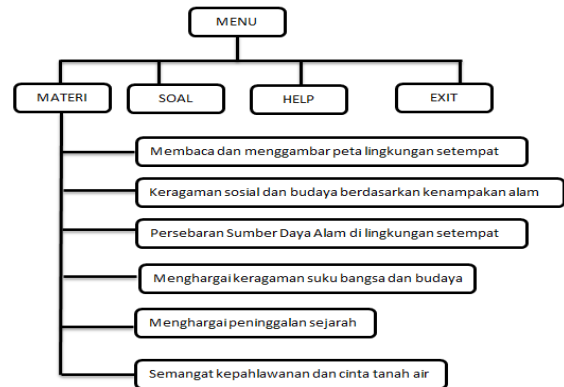 MENU
MATERI
SOAL
HELP
EXIT
Membaca dan menggambar peta lingkungan setempat
Keragaman sosial dan budaya berdasarkan kenampakan alam
Persebaran Sumber Daya Alam di lingkungan setempat
Menghargai keragaman suku bangsa dan budaya
Menghargai peninggalan sejarah
Semangat kepahlawanan dan cinta tanah air